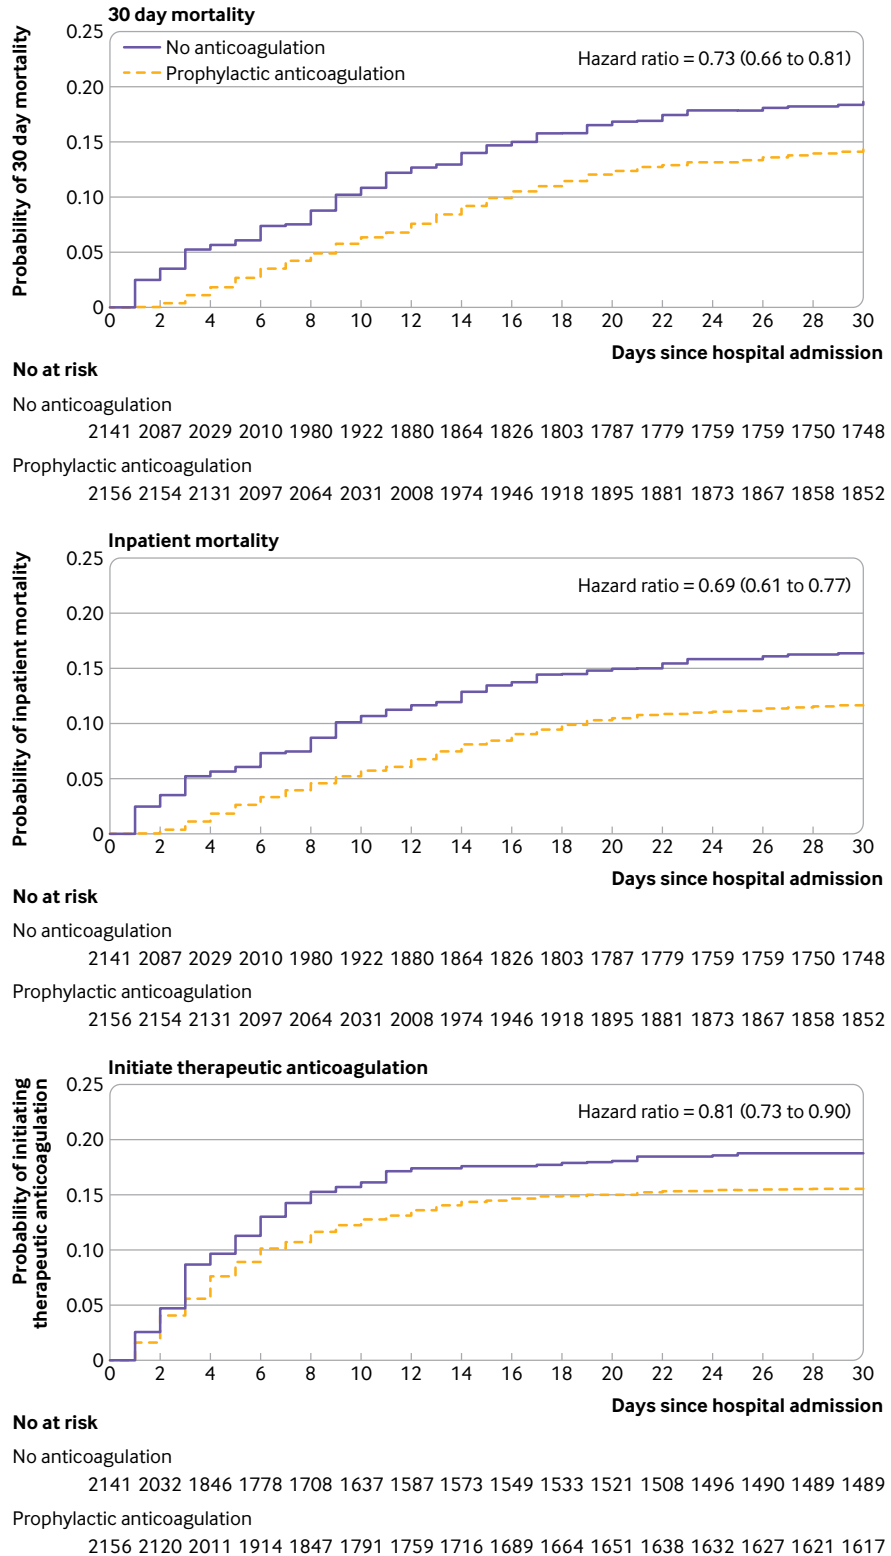 30 day mortality
Probability of 30 day mortality
0.25
0.20
0.15
0.10
0.05
0
No anticoagulation
Prophylactic anticoagulation
Hazard ratio = 0.73 (0.66 to 0.81)
0 2 4 6 8 10 12 14 16 18 20 22 24 26 28 30
Days since hospital admission
No at risk
No anticoagulation
2141 2087 2029 2010 1980 1922 1880 1864 1826 1803 1787 1779 1759 1759 1750 1748
Prophylactic anticoagulation
2156 2154 2131 2097 2064 2031 2008 1974 1946 1918 1895 1881 1873 1867 1858 1852
Inpatient mortality
Probability of inpatient mortality
0.25
0.20
0.15
0.10
0.05
0
Hazard ratio = 0.69 (0.61 to 0.77)
0 2 4 6 8 10 12 14 16 18 20 22 24 26 28 30
Days since hospital admission
No at risk
No anticoagulation
2141 2087 2029 2010 1980 1922 1880 1864 1826 1803 1787 1779 1759 1759 1750 1748
Prophylactic anticoagulation
2156 2154 2131 2097 2064 2031 2008 1974 1946 1918 1895 1881 1873 1867 1858 1852
Initiate therapeutic anticoagulation
Probability of initiating
therapeutic anticoagulation
0.25
0.20
0.15
0.10
0.05
0
Hazard ratio = 0.81 (0.73 to 0.90)
0 2 4 6 8 10 12 14 16 18 20 22 24 26 28 30
Days since hospital admission
No at risk
No anticoagulation
2141 2032 1846 1778 1708 1637 1587 1573 1549 1533 1521 1508 1496 1490 1489 1489
Prophylactic anticoagulation
2156 2120 2011 1914 1847 1791 1759 1716 1689 1664 1651 1638 1632 1627 1621 1617